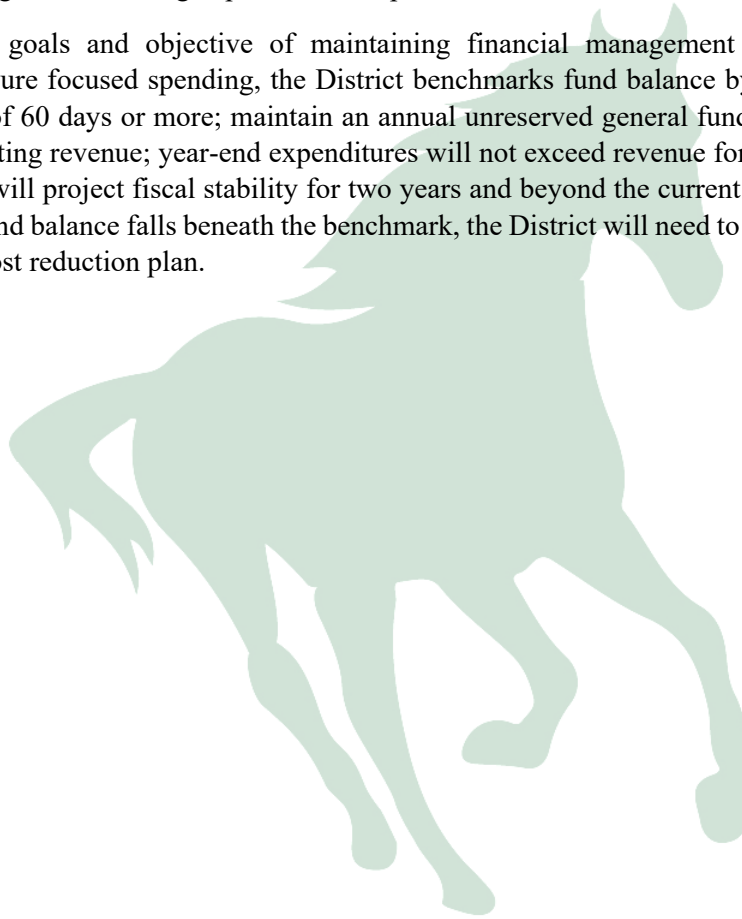 goals and objective of maintaining financial management
ure focused spending, the District benchmarks fund balance by
of 60 days or more; maintain an annual unreserved general fund
ting revenue; year-end expenditures will not exceed revenue for
will project fiscal stability for two years and beyond the current
nd balance falls beneath the benchmark, the District will need to
ost reduction plan.